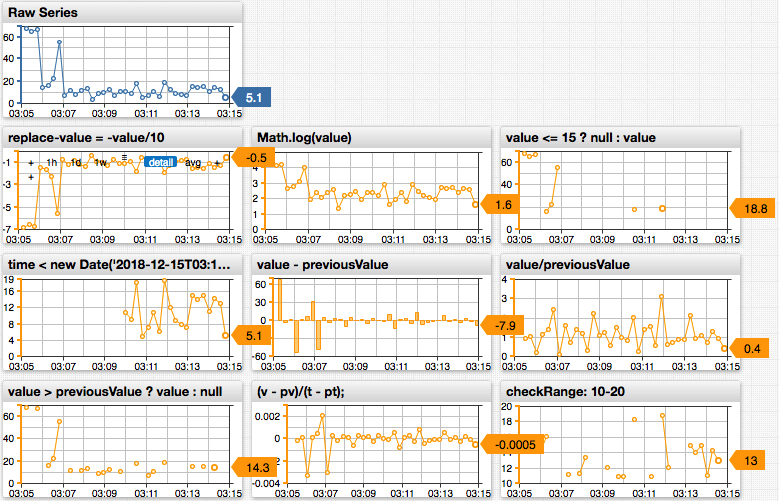 Raw Series
60
40
20
0
5.1
03:05 03:07 03:09 03:11 03:13 03:15
replace-value = -value/10
Math.log(value)
value <= 15 ? null : value
-1
-3
-5
-7
+ 1h 1d 1w ≡ detail avg +
+
-0.5
03:05 03:07 03:09 03:11 03:13 03:15
4
3
2
1
0
1.6
03:05 03:07 03:09 03:11 03:13 03:15
60
40
20
0
18.8
03:05 03:07 03:09 03:11 03:13 03:15
time < new Date('2018-12-15T03:1...
value - previousValue
value/previousValue
19
16
13
10
7
4
0
5.1
03:05 03:07 03:09 03:11 03:13 03:15
60
30
0
-60
-7.9
03:05 03:07 03:09 03:11 03:13 03:15
4
3
2
1
0
0.4
03:05 03:07 03:09 03:11 03:13 03:15
value > previousValue ? value : null
(v - pv)/(t - pt);
checkRange: 10-20
60
40
20
0
14.3
03:05 03:07 03:09 03:11 03:13 03:15
0.002
0
-0.002
-0.004
-0.0005
03:05 03:07 03:09 03:11 03:13 03:15
20
18
16
14
12
10
13
03:05 03:07 03:09 03:11 03:13 03:15